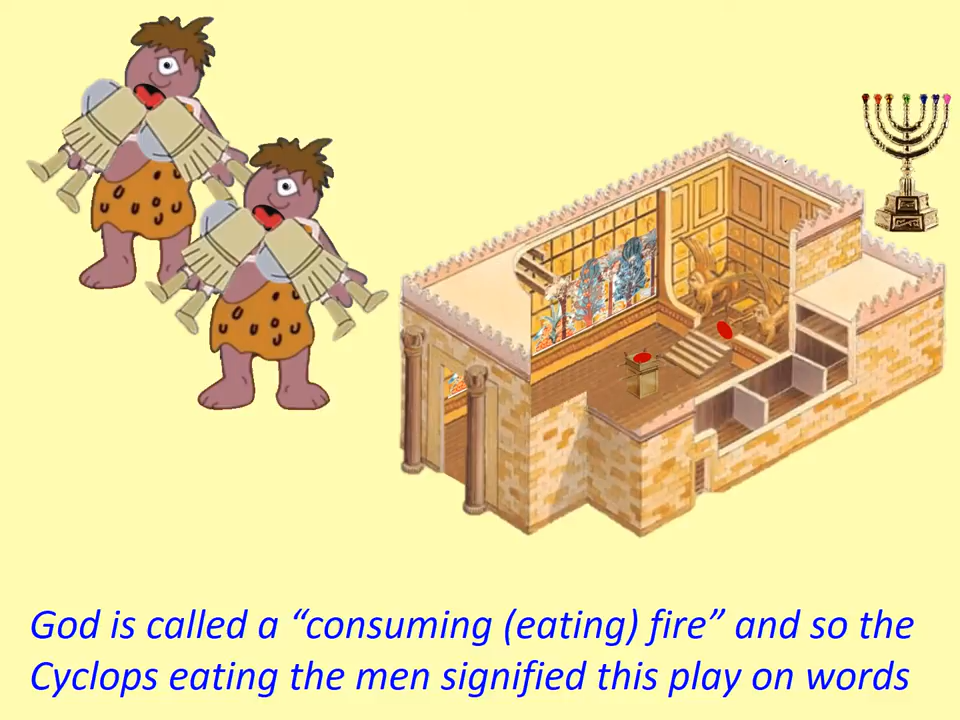 God is called a “consuming (eating) fire” and so the
Cyclops eating the men signified this play on words